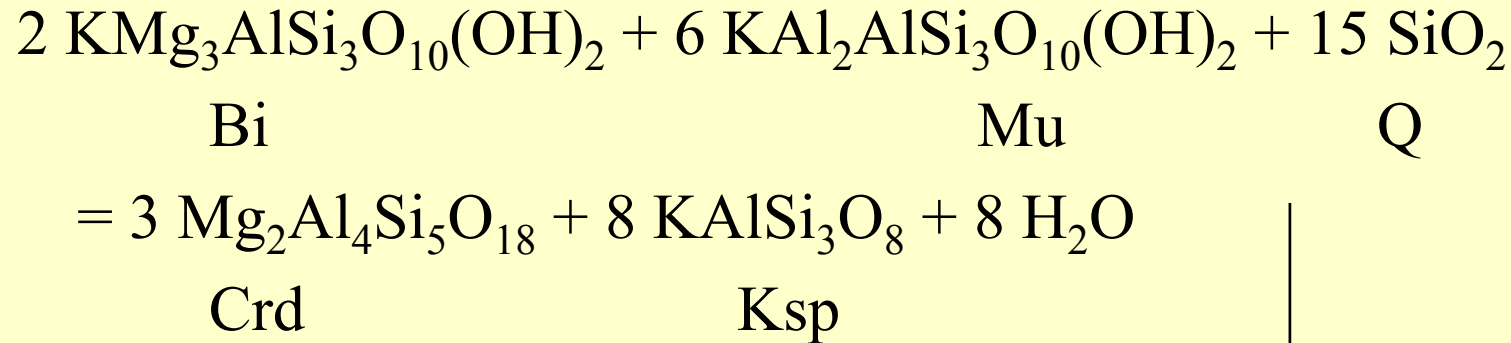 2 KMg₃AlSi₃O₁₀(OH)₂ + 6 KAl₂AlSi₃O₁₀(OH)₂ + 15 SiO₂
Bi Mu Q
= 3 Mg₂Al₄Si₅O₁₈ + 8 KAlSi₃O₈ + 8 H₂O
Crd Ksp